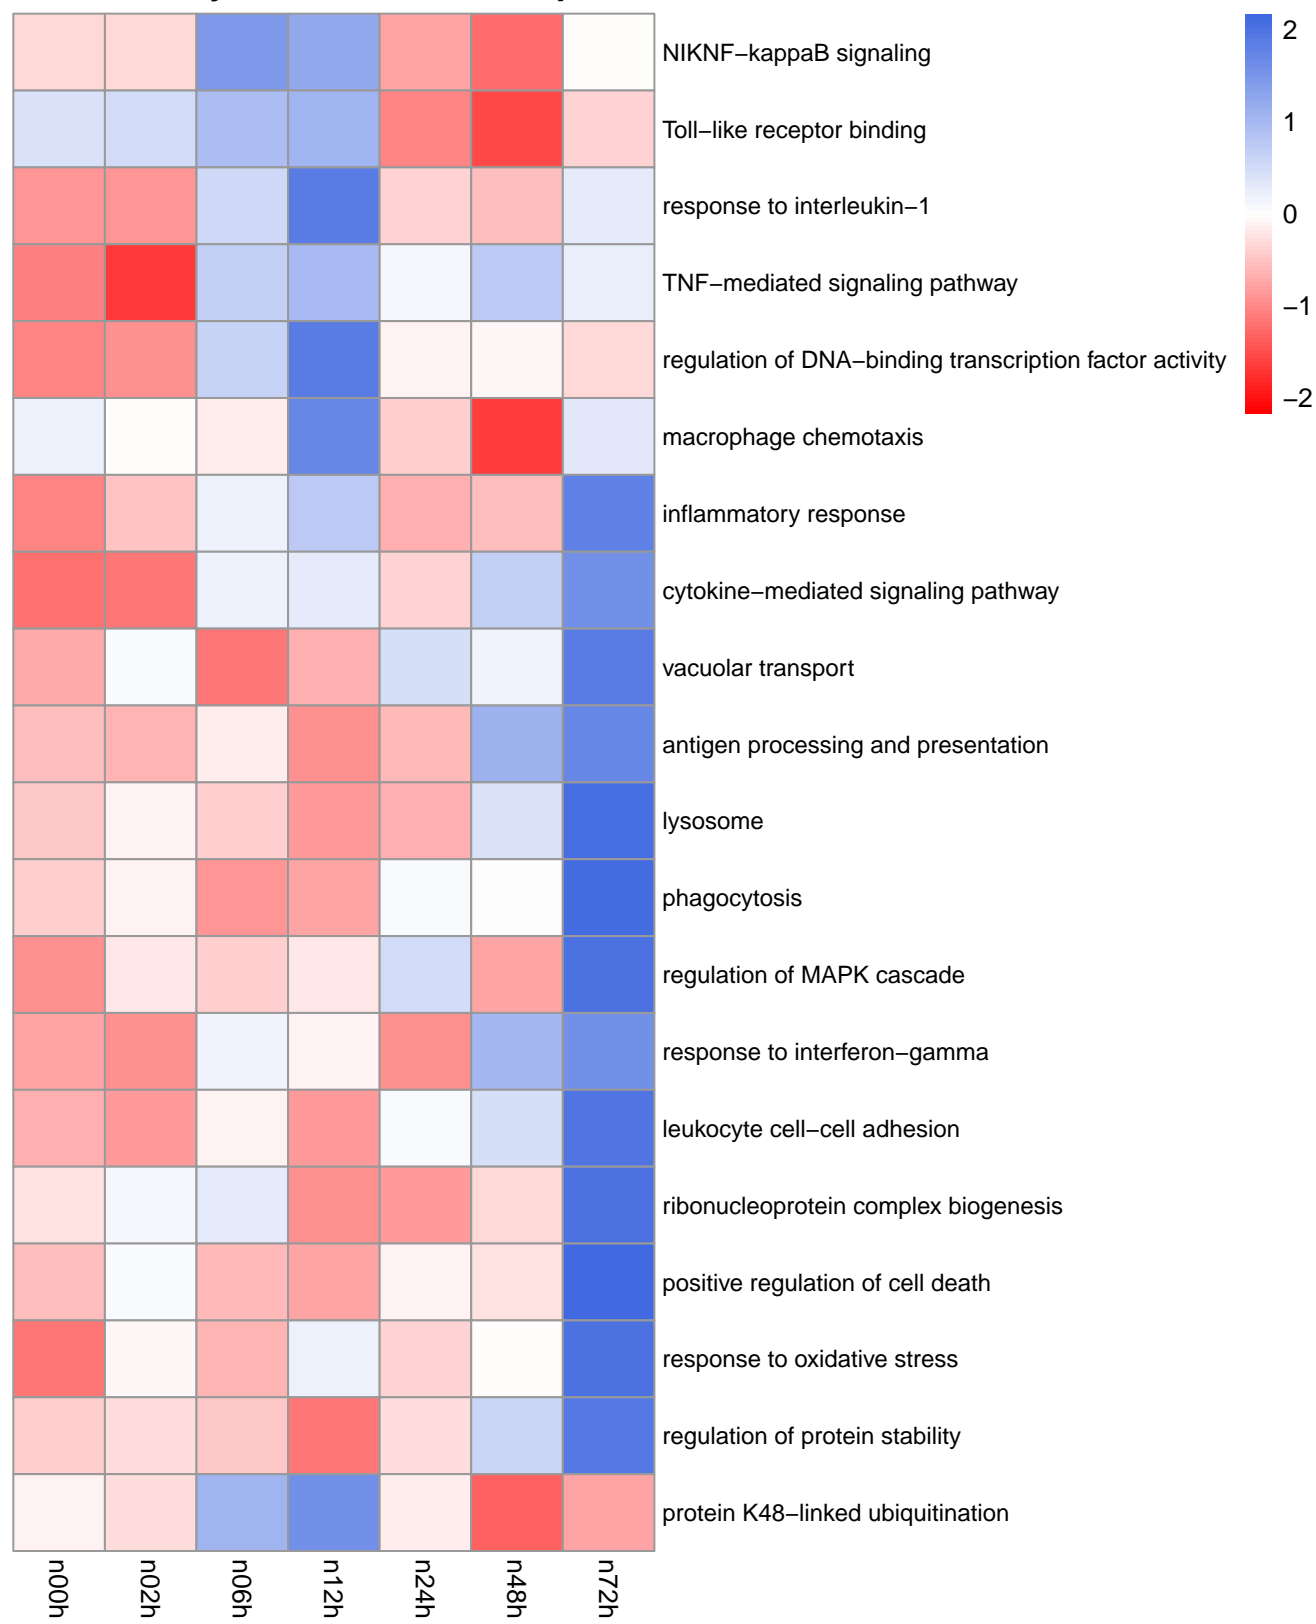 NIKNF−kappaB signaling
Toll−like receptor binding
response to interleukin−1
TNF−mediated signaling pathway
regulation of DNA−binding transcription factor activity
macrophage chemotaxis
inflammatory response
cytokine−mediated signaling pathway
vacuolar transport
antigen processing and presentation
lysosome
phagocytosis
regulation of MAPK cascade
response to interferon−gamma
leukocyte cell−cell adhesion
ribonucleoprotein complex biogenesis
positive regulation of cell death
response to oxidative stress
regulation of protein stability
protein K48−linked ubiquitination
n00h
n02h
n06h
n12h
n24h
n48h
n72h
2
1
0
−1
−2